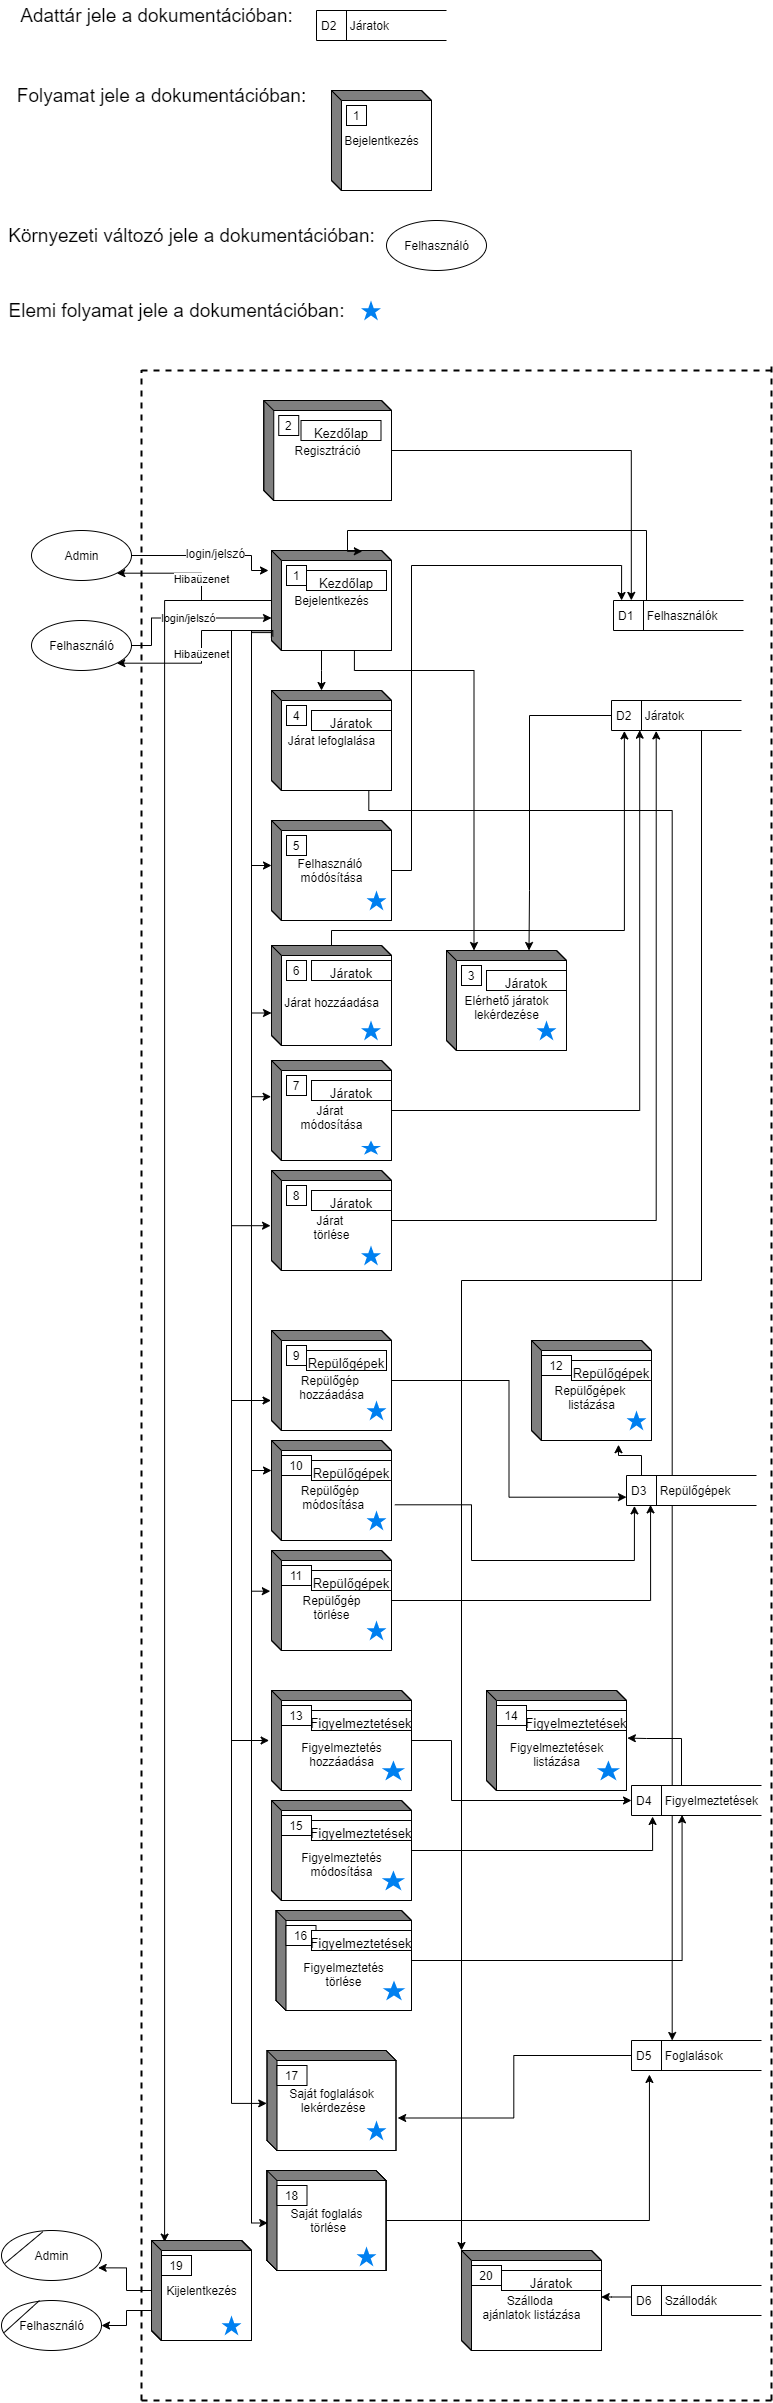 Adattár jele a dokumentációban:
D2 Járatok
Folyamat jele a dokumentációban:
1
Bejelentkezés
Környezeti változó jele a dokumentációban:
Felhasználó
Elemi folyamat jele a dokumentációban:
2
Kezdőlap
Regisztráció
Admin
login/jelszó
Hibaüzenet
1
Kezdőlap
Bejelentkezés
D1 Felhasználók
Felhasználó
login/jelszó
Hibaüzenet
4
Járatok
Járat lefoglalása
D2 Járatok
5
Felhasználó
módósítása
6
Járatok
Járat hozzáadása
3
Járatok
Elérhető járatok
lekérdezése
7
Járatok
Járat
módosítása
8
Járatok
Járat
törlése
9
Repülőgépek
Repülőgép
hozzáadása
12
Repülőgépek
Repülőgépek
listázása
10
Repülőgépek
Repülőgép
módosítása
D3 Repülőgépek
11
Repülőgépek
Repülőgép
törlése
13
Figyelmeztetések
Figyelmeztetés
hozzáadása
14
Figyelmeztetések
Figyelmeztetések
listázása
D4 Figyelmeztetések
15
Figyelmeztetések
Figyelmeztetés
módosítása
16
Figyelmeztetések
Figyelmeztetés
törlése
D5 Foglalások
17
Saját foglalások
lekérdezése
18
Saját foglalás
törlése
Admin
19
Kijelentkezés
Felhasználó
20
Járatok
Szálloda
ajánlatok listázása
D6 Szállodák